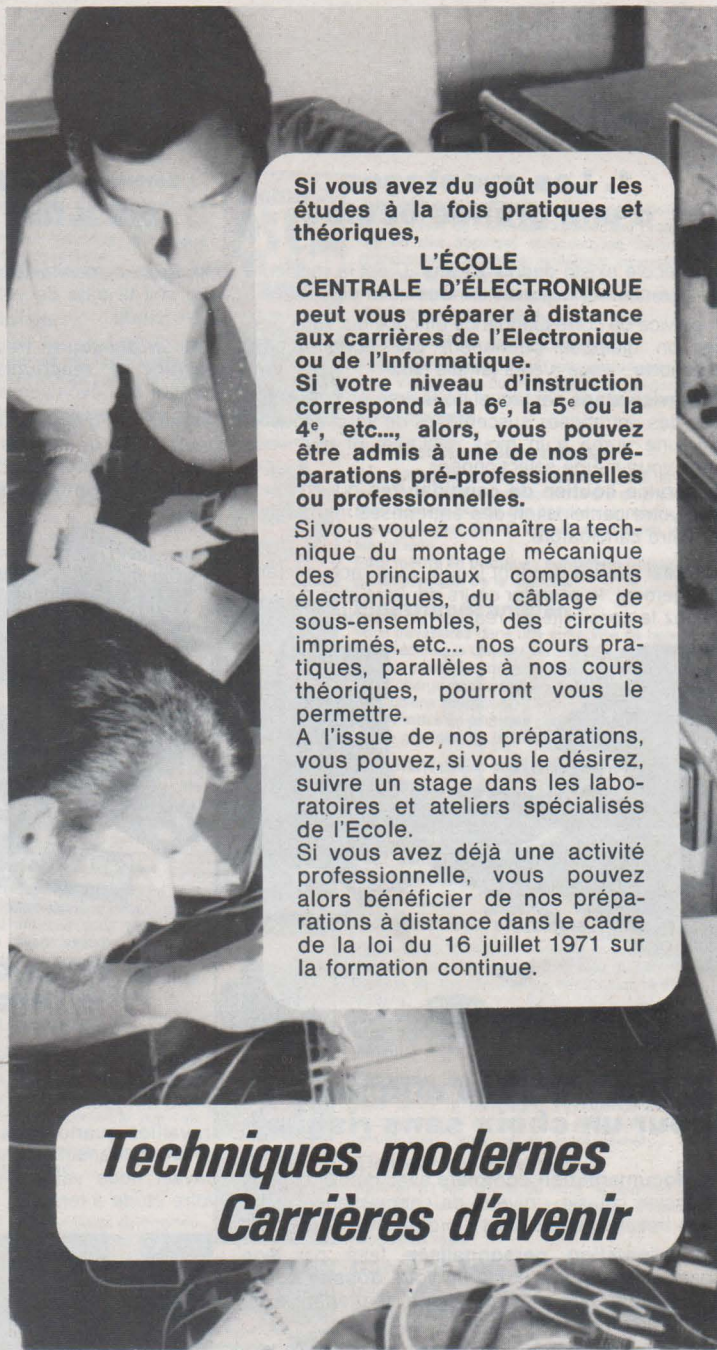 Si vous avez du goût pour les
études à la fois pratiques et
théoriques,
L'ÉCOLE
CENTRALE D'ÉLECTRONIQUE
peut vous préparer à distance
aux carrières de l'Electronique
ou de l'Informatique.
Si votre niveau d'instruction
correspond à la 6e, la 5e ou la
4e, etc..., alors, vous pouvez
être admis à une de nos pré-
parations pré-professionnelles
ou professionnelles.
Si vous voulez connaître la tech-
nique du montage mécanique
des principaux composants
électroniques, du câblage de
sous-ensembles, des circuits
imprimés, etc... nos cours pra-
tiques, parallèles à nos cours
théoriques, pourront vous le
permettre.
A l'issue de nos préparations,
vous pouvez, si vous le désirez,
suivre un stage dans les labo-
ratoires et ateliers spécialisés
de l'Ecole.
Si vous avez déjà une activité
professionnelle, vous pouvez
alors bénéficier de nos prépa-
rations à distance dans le cadre
de la loi du 16 juillet 1971 sur
la formation continue.
Techniques modernes
Carrières d'avenir